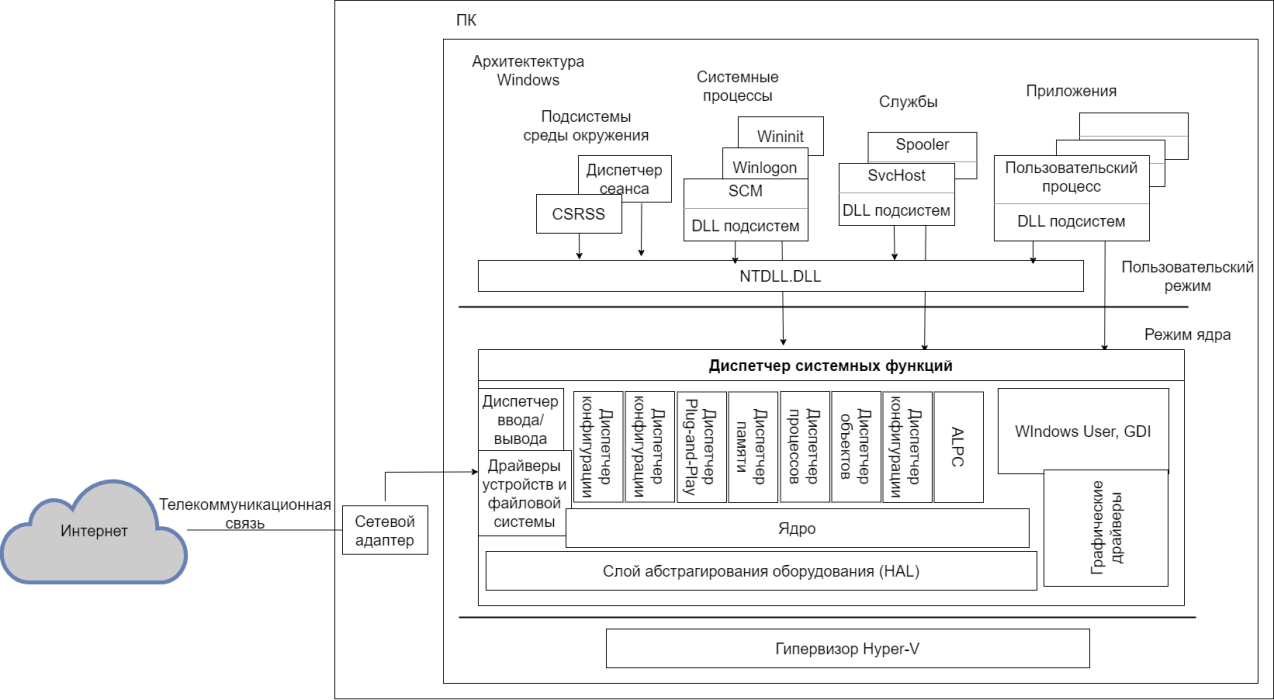 ПК
Архитектектура
Windows
Системные
процессы
Службы
Приложения
Подсистемы
среды окружения
Wininit
Winlogon
SCM
DLL подсистем
Spooler
SvcHost
DLL подсистем
Пользовательский
процесс
DLL подсистем
Диспетчер
сеанса
CSRSS
NTDLL.DLL
Пользовательский
режим
Режим ядра
Диспетчер системных функций
Диспетчер
ввода/
вывода
Диспетчер
конфигурации
Диспетчер
конфигурации
Диспетчер
Plug-and-Play
Диспетчер
памяти
Диспетчер
процессов
Диспетчер
объектов
Диспетчер
конфигурации
ALPC
WIndows User, GDI
Драйверы
устройств и
файловой
системы
Графические
драйверы
Ядро
Слой абстрагирования оборудования (HAL)
Интернет
Телекоммуникационная
связь
Сетевой
адаптер
Гипервизор Hyper-V